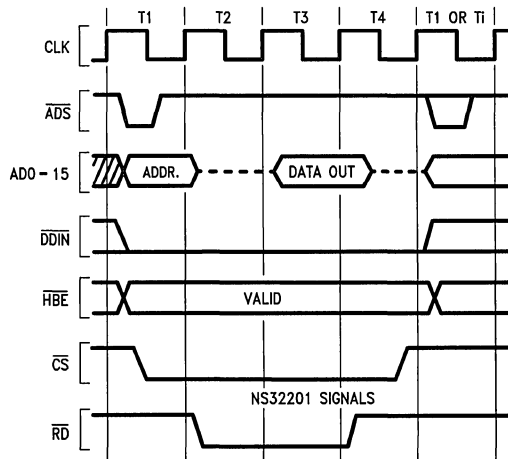 T1 T2 T3 T4 T1 OR Ti
CLK
ADS
AD0-15 ADDR. DATA OUT
DDIN
HBE VALID
CS
NS32201 SIGNALS
RD